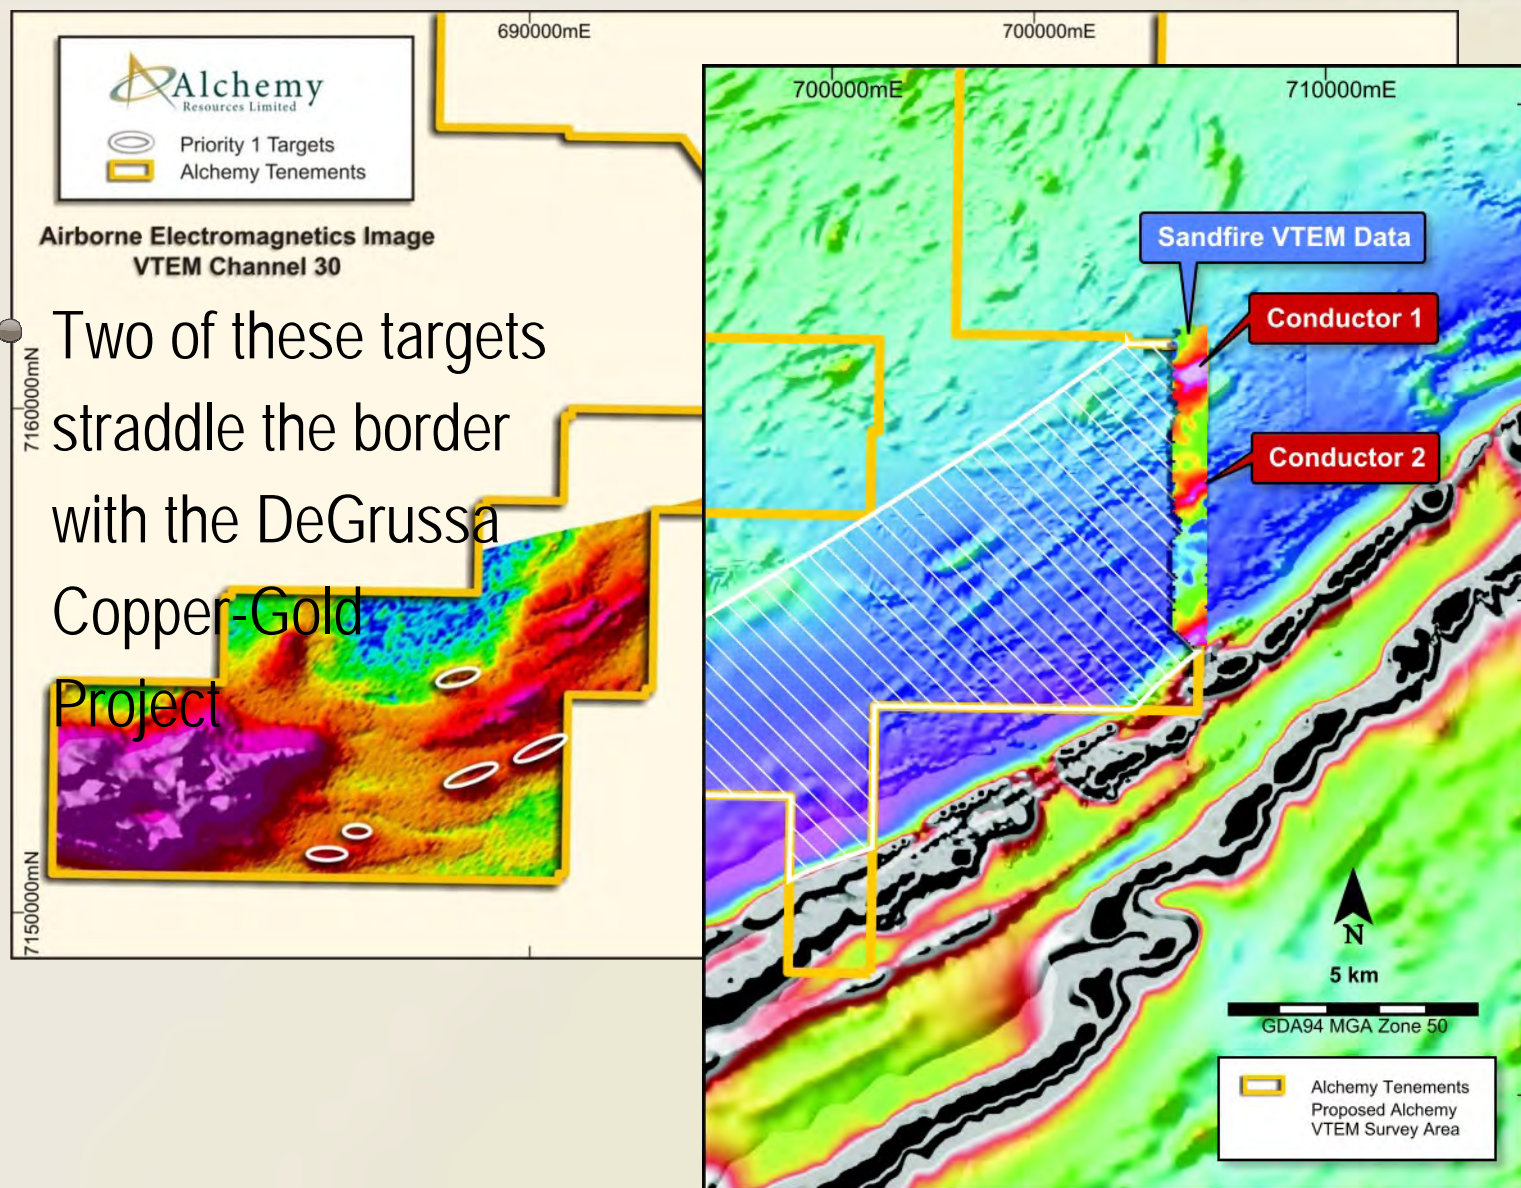 690000mE
700000mE
Alchemy
Resources Limited
Priority 1 Targets
Alchemy Tenements
Airborne Electromagnetics Image
VTEM Channel 30
Two of these targets
straddle the border
with the DeGrussa
Copper-Gold
Project
7160000mN
7150000mN
700000mE
710000mE
Sandfire VTEM Data
Conductor 1
Conductor 2
N
5 km
GDA94 MGA Zone 50
Alchemy Tenements
Proposed Alchemy
VTEM Survey Area